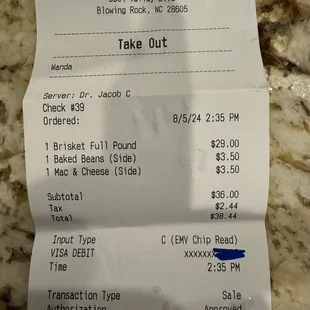 Blowing Rock, NC 28605
Take Out
Wanda
Server: Dr. Jacob C
Check #39
Ordered: 8/5/24 2:35 PM
1 Brisket Full Pound $29.00
1 Baked Beans (Side) $3.50
1 Mac & Cheese (Side) $3.50
Subtotal $36.00
Tax $2.44
Total $38.44
Input Type C (EMV Chip Read)
VISA DEBIT xxxxxxx
Time 2:35 PM
Transaction Type Sale
Authorization Approved